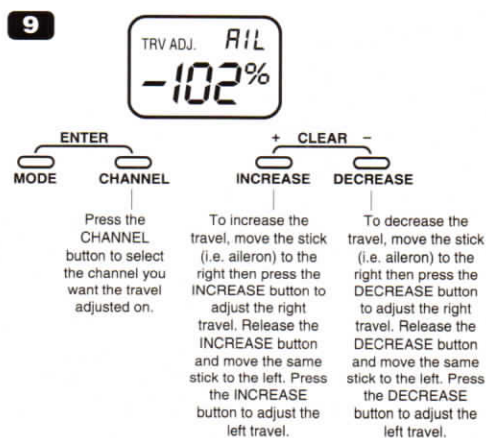 9
TRV ADJ. AIL
-102%
ENTER + CLEAR -
MODE CHANNEL INCREASE DECREASE
Press the
CHANNEL
button to select
the channel you
want the travel
adjusted on.
To increase the
travel, move the stick
(i.e. aileron) to the
right then press the
INCREASE button to
adjust the right
travel. Release the
INCREASE button
and move the same
stick to the left. Press
the INCREASE
button to adjust the
left travel.
To decrease the
travel, move the stick
(i.e. aileron) to the
right then press the
DECREASE button
to adjust the right
travel. Release the
DECREASE button
and move the same
stick to the left. Press
the DECREASE
button to adjust the
left travel.